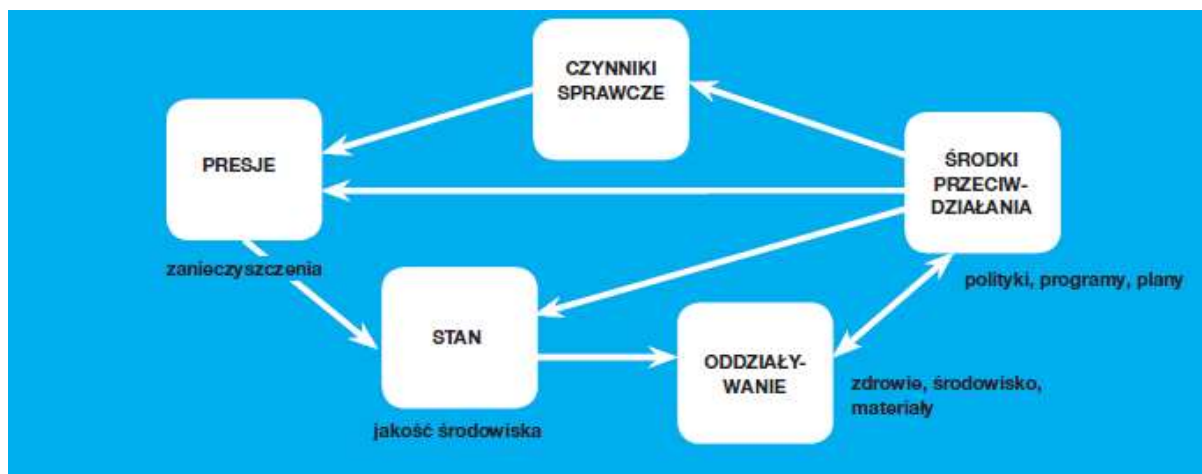 CZYNNIKI
SPRAWCZE
PRESJE
ŚRODKI
PRZECIW-
DZIAŁANIA
zanieczyszczenia
polityki, programy, plany
STAN
ODDZIAŁY-
WANIE
zdrowie, środowisko,
materiały
jakość środowiska